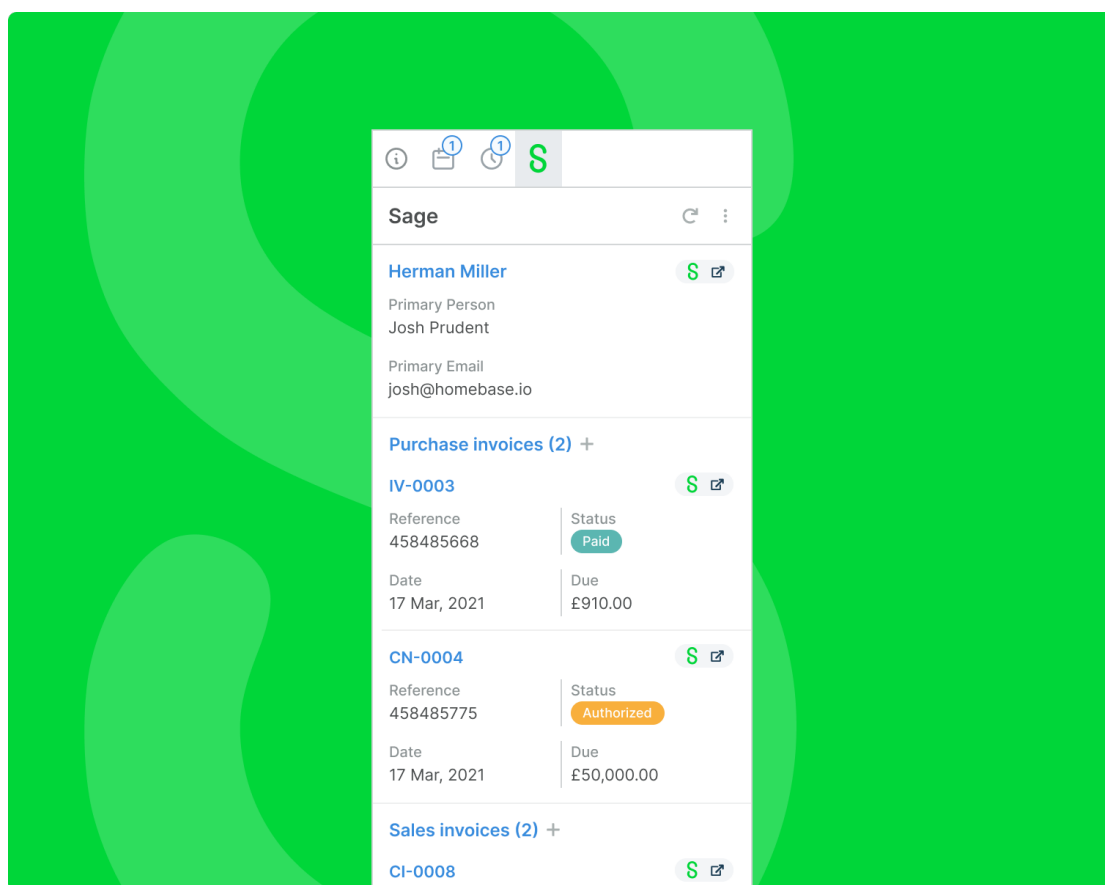 1 1
Sage
Herman Miller
Primary Person
Josh Prudent
Primary Email
josh@homebase.io
Purchase invoices (2) +
IV-0003
Reference Status
458485668 Paid
Date Due
17 Mar, 2021 £910.00
CN-0004
Reference Status
458485775 Authorized
Date Due
17 Mar, 2021 £50,000.00
Sales invoices (2) +
CI-0008